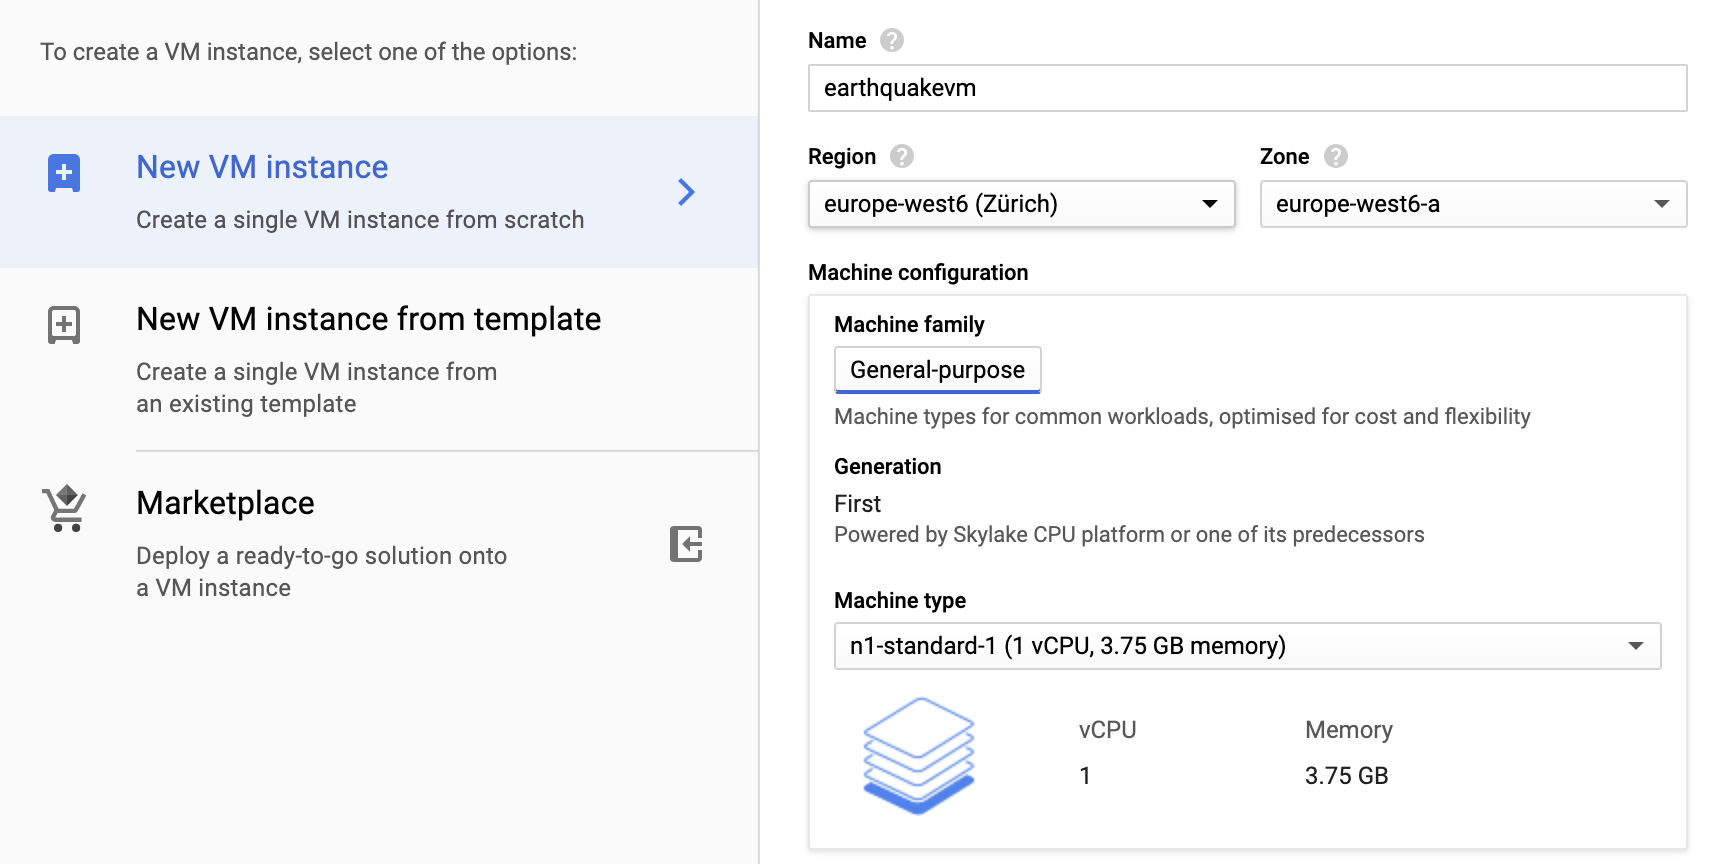 To create a VM instance, select one of the options:
New VM instance
Create a single VM instance from scratch
New VM instance from template
Create a single VM instance from
an existing template
Marketplace
Deploy a ready-to-go solution onto
a VM instance
Name ?
earthquakevm
Region ? Zone ?
europe-west6 (Zürich) europe-west6-a
Machine configuration
Machine family
General-purpose
Machine types for common workloads, optimised for cost and flexibility
Generation
First
Powered by Skylake CPU platform or one of its predecessors
Machine type
n1-standard-1 (1 vCPU, 3.75 GB memory)
vCPU Memory
1 3.75 GB